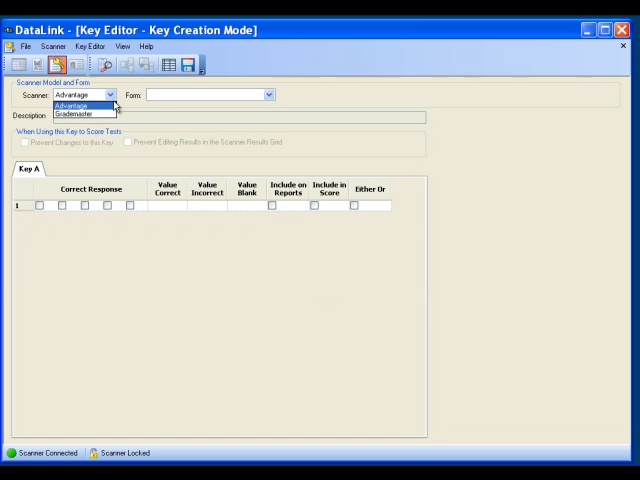 DataLink - [Key Editor - Key Creation Mode]
File Scanner Key Editor View Help
Scanner Model and Form
Scanner: Advantage Form:
Advantage
Grademaster
Description
When Using this Key to Score Tests
Prevent Changes to this Key Prevent Editing Results in the Scanner Results Grid
Key A
Correct Response Value Correct Value Incorrect Value Blank Include on Reports Include in Score Either Or
1
Scanner Connected Scanner Locked